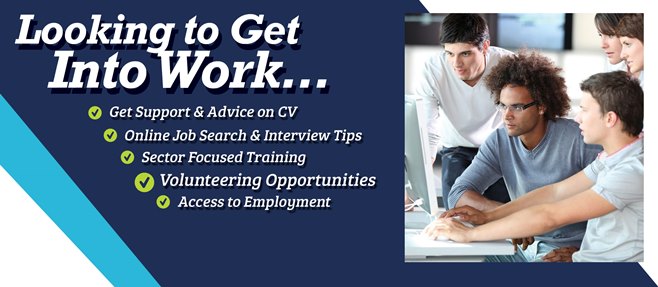 Looking to Get
Into Work...
Get Support & Advice on CV
Online Job Search & Interview Tips
Sector Focused Training
Volunteering Opportunities
Access to Employment